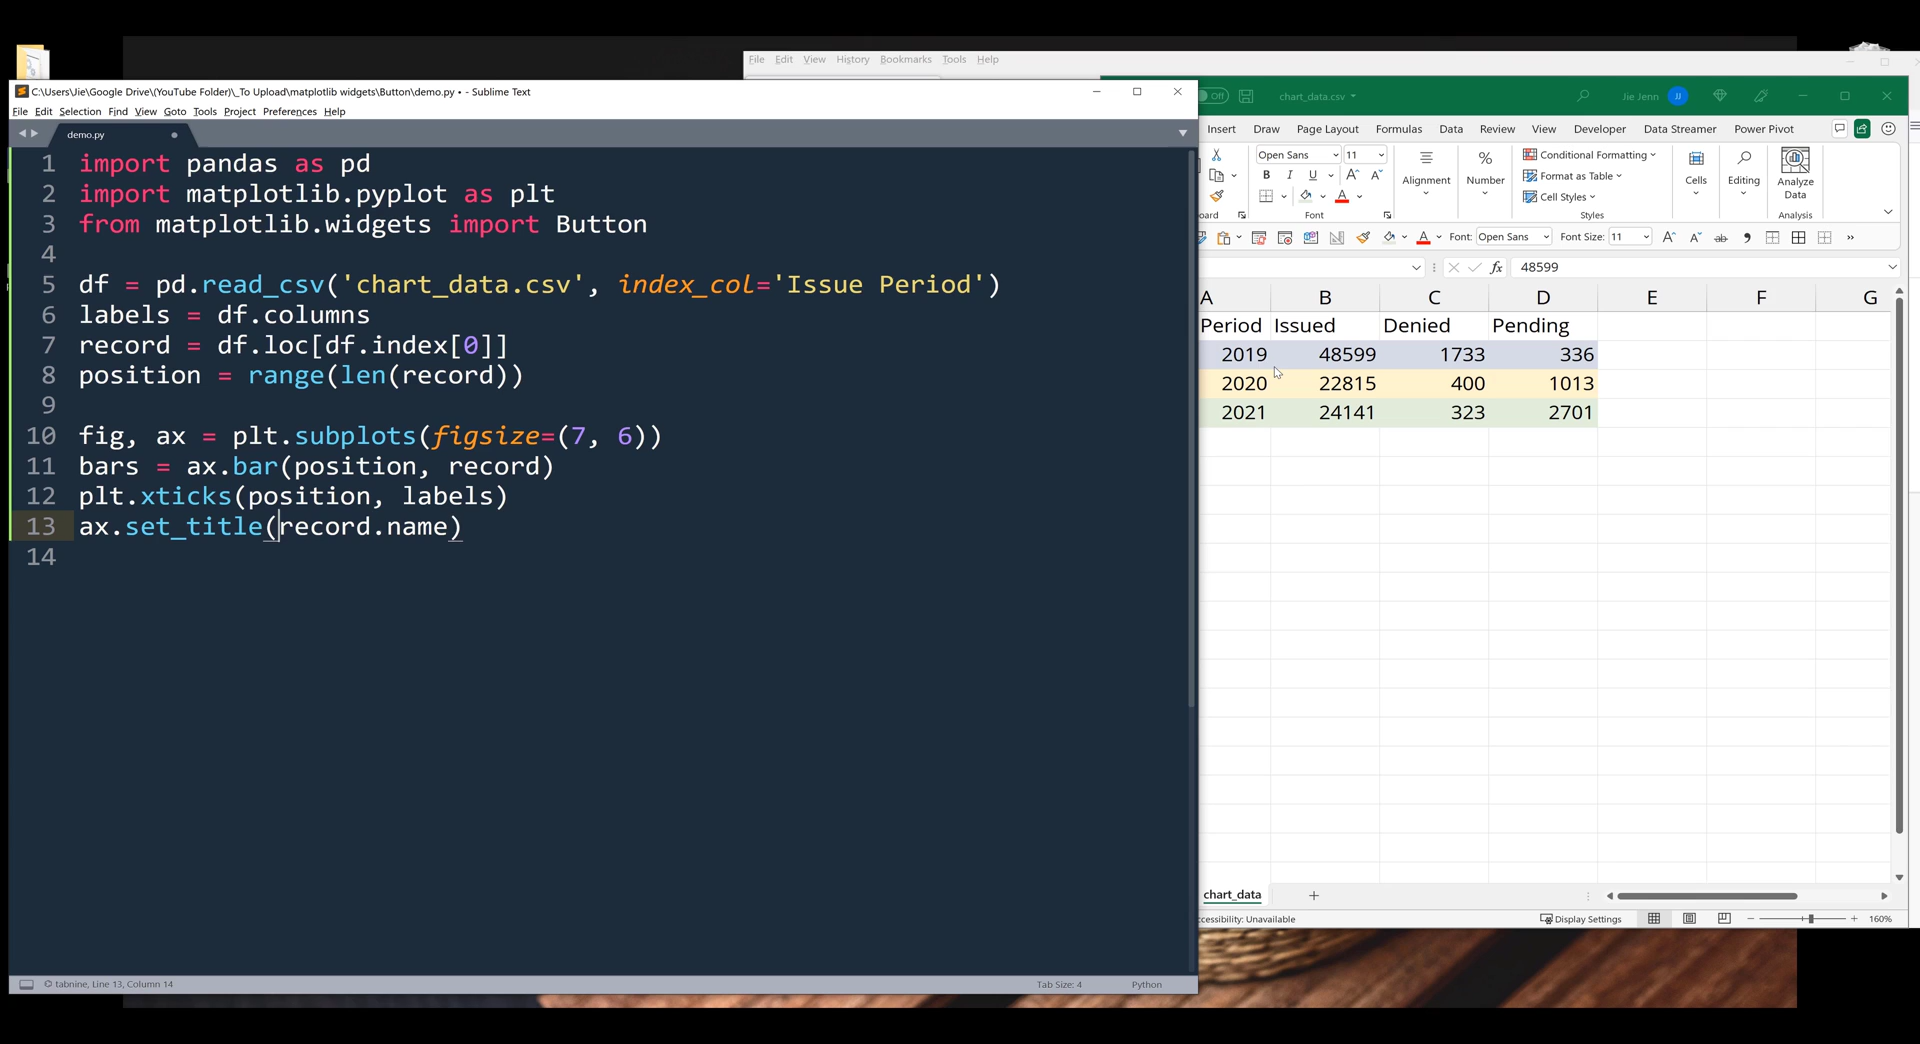 File Edit View History Bookmarks Tools Help
C:\Users\Jie\Google Drive\(YouTube Folder)\_To Upload\matplotlib widgets\Button\demo.py • - Sublime Text
File Edit Selection Find View Goto Tools Project Preferences Help
demo.py
1 import pandas as pd
2 import matplotlib.pyplot as plt
3 from matplotlib.widgets import Button
4
5 df = pd.read_csv('chart_data.csv', index_col='Issue Period')
6 labels = df.columns
7 record = df.loc[df.index[0]]
8 position = range(len(record))
9
10 fig, ax = plt.subplots(figsize=(7, 6))
11 bars = ax.bar(position, record)
12 plt.xticks(position, labels)
13 ax.set_title(record.name)
14
tabnine, Line 13, Column 14
Tab Size: 4 Python
Off chart_data.csv Jie Jenn JJ
Insert Draw Page Layout Formulas Data Review View Developer Data Streamer Power Pivot
Open Sans 11
B I U
Alignment Number
Conditional Formatting
Format as Table
Cell Styles
Cells Editing Analyze Data
oard Font Styles Analysis
Font: Open Sans Font Size: 11
fx 48599
A B C D E F G
Period Issued Denied Pending
2019 48599 1733 336
2020 22815 400 1013
2021 24141 323 2701
chart_data
ccessibility: Unavailable
Display Settings 160%